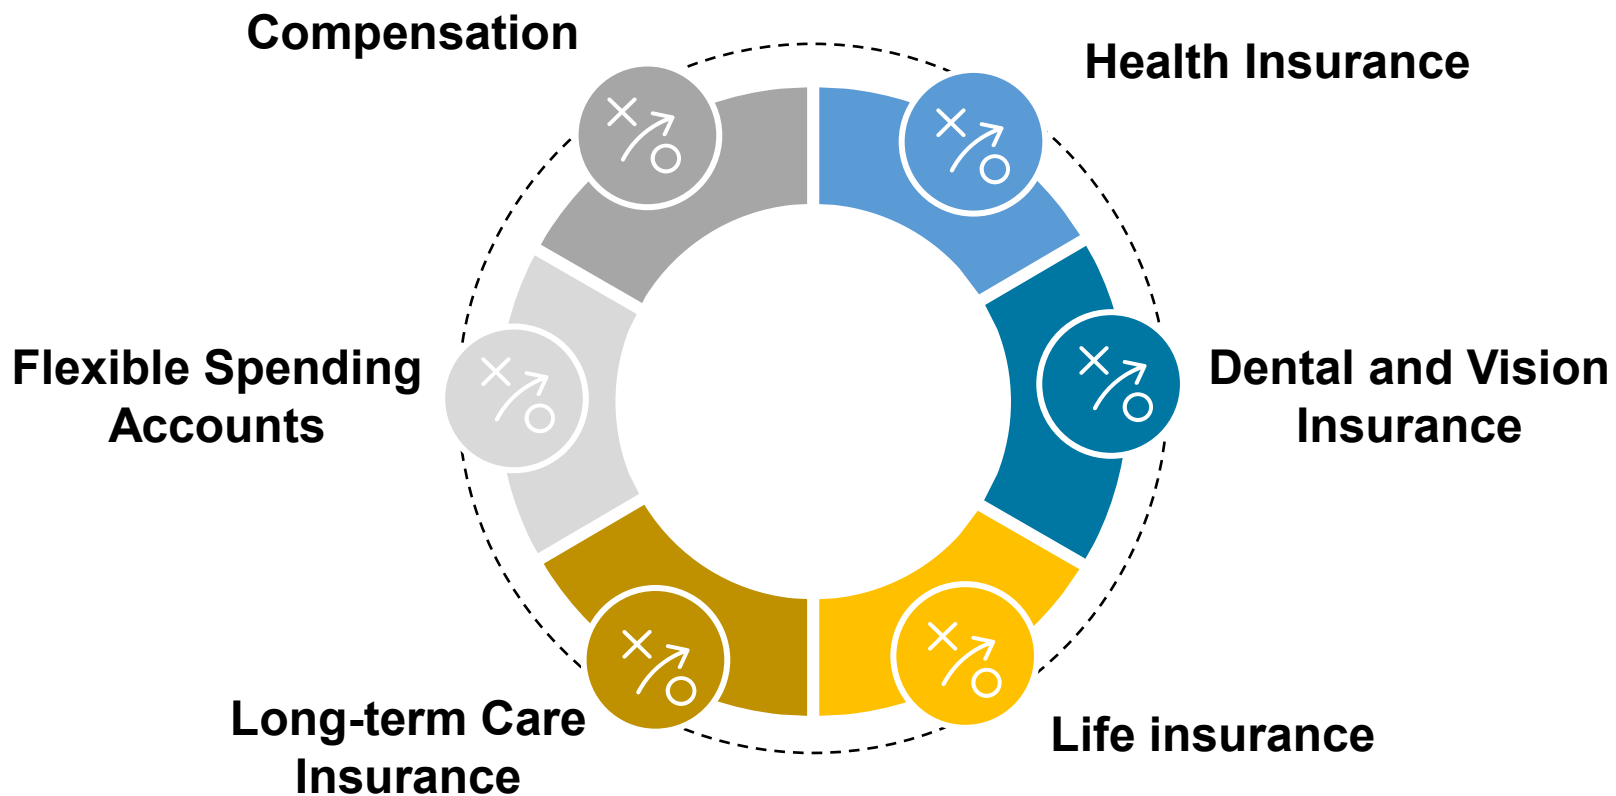 Compensation
Health Insurance
Flexible Spending
Accounts
Dental and Vision
Insurance
Long-term Care
Insurance
Life insurance